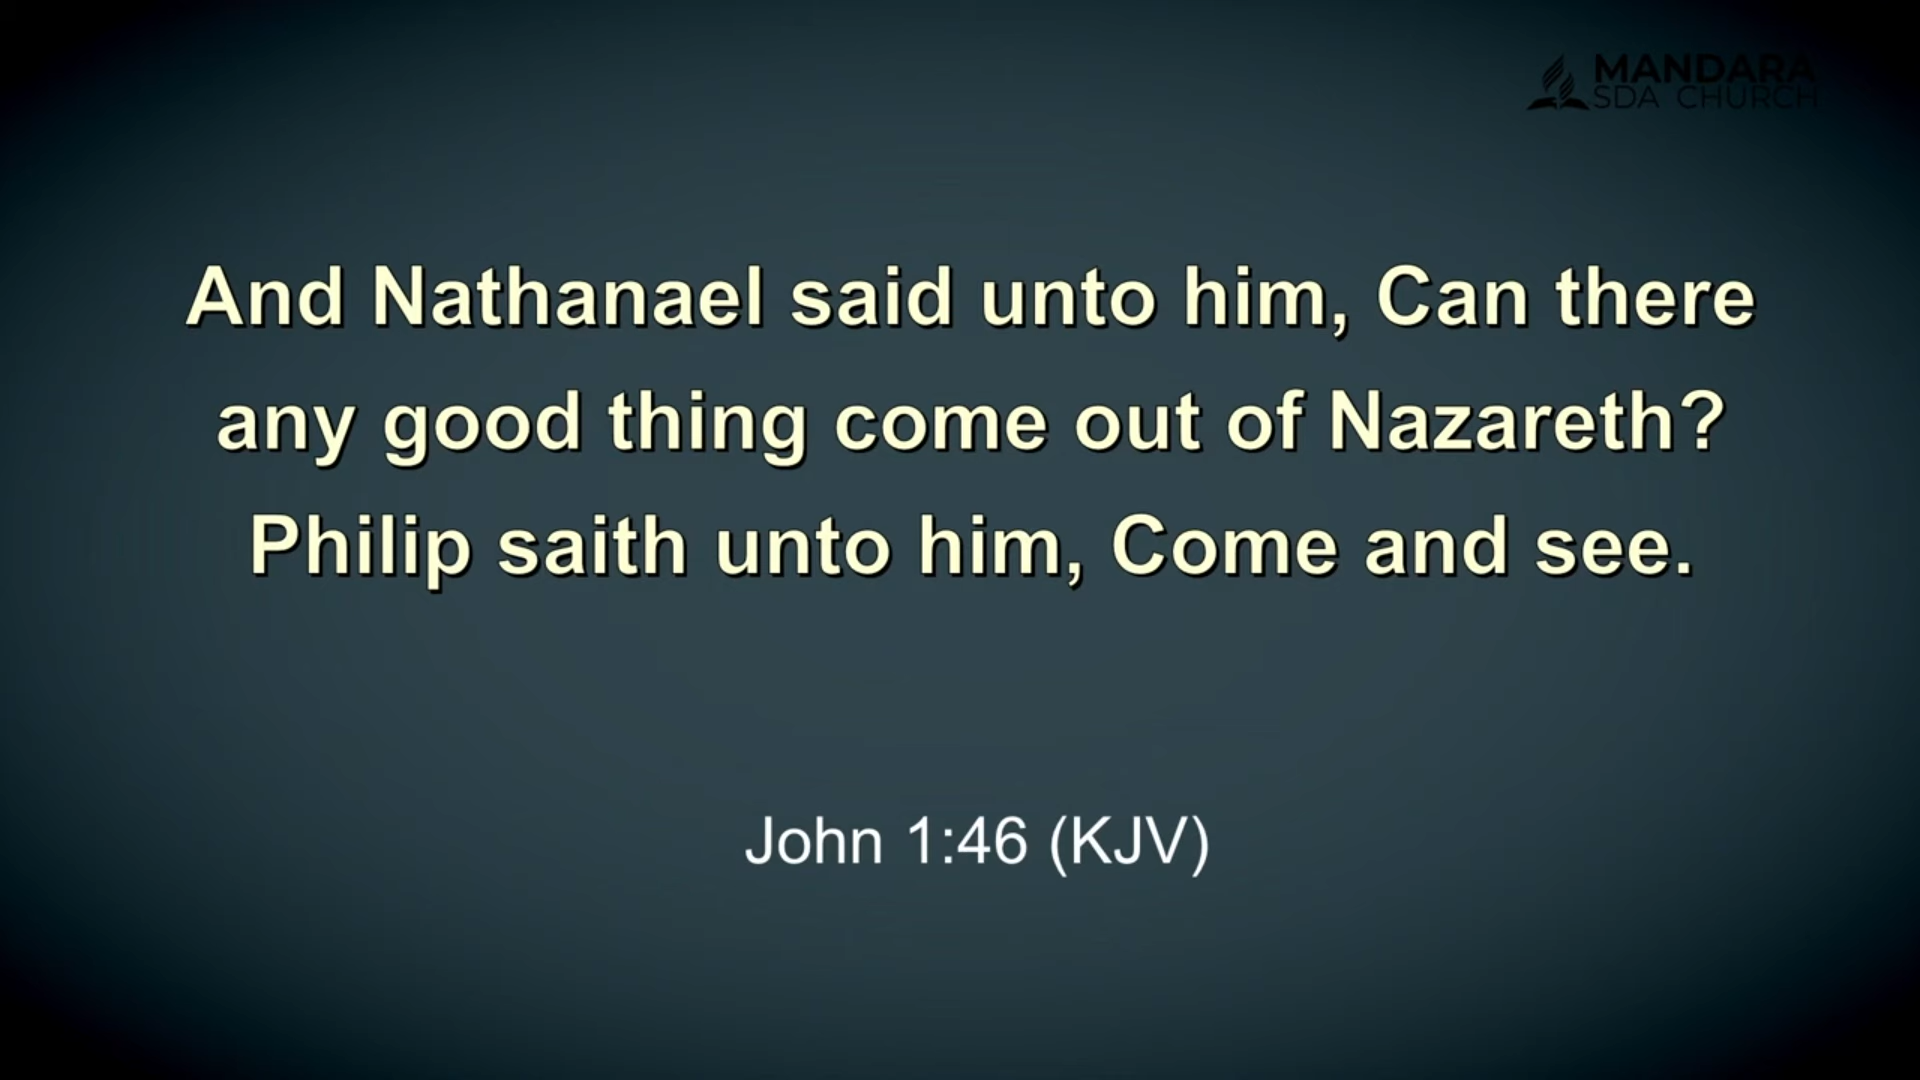 MANDARA
SDA CHURCH
And Nathanael said unto him, Can there
any good thing come out of Nazareth?
Philip saith unto him, Come and see.
John 1:46 (KJV)